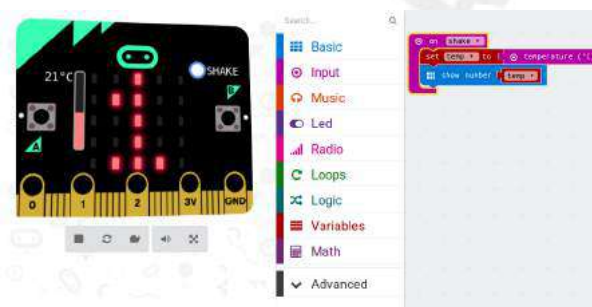 Search...
21°C
SHAKE
B
A
0 1 2 3V GND
Basic
Input
Music
Led
Radio
Loops
Logic
Variables
Math
Advanced
on shake
set temp to temperature (°C)
show number temp